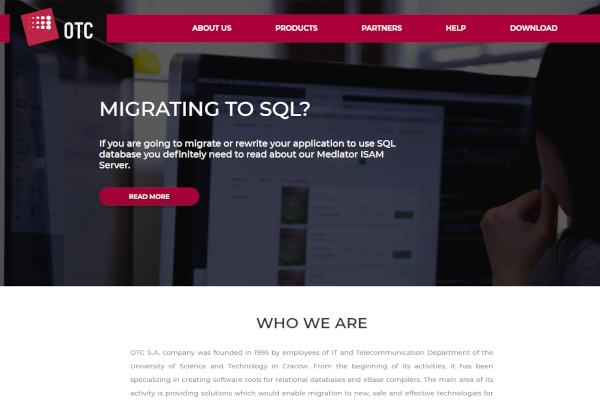 OTC
ABOUT US PRODUCTS PARTNERS HELP DOWNLOAD
MIGRATING TO SQL?
If you are going to migrate or rewrite your application to use SQL
database you definitely need to read about our Mediator ISAM
Server.
READ MORE
WHO WE ARE
OTC S.A. company was founded in 1995 by employees of IT and Telecommunication Department of the
University of Science and Technology in Cracow. From the beginning of its activities, it has been
specializing in creating software tools for relational databases and xBase compilers. The main area of its
activity is providing solutions which would enable migration to new, safe and effective technologies for